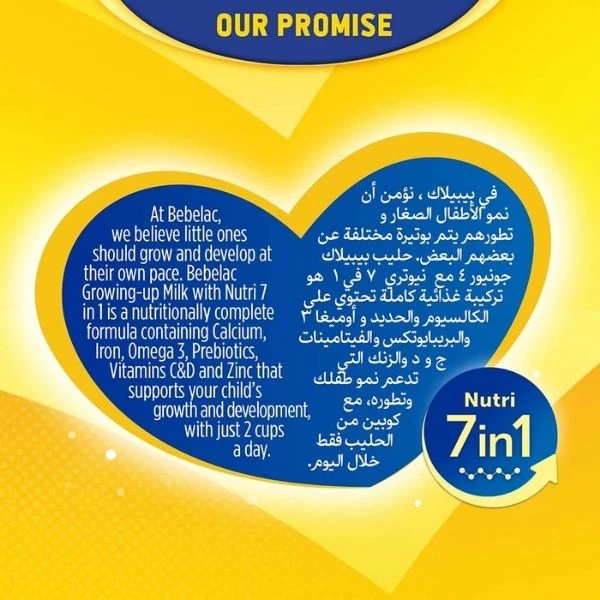 OUR PROMISE
At Bebelac,
we believe little ones
should grow and develop at
their own pace. Bebelac
Growing-up Milk with Nutri 7
in 1 is a nutritionally complete
formula containing Calcium,
Iron, Omega 3, Prebiotics,
Vitamins C&D and Zinc that
supports your child's
growth and development,
with just 2 cups
a day.
في بيبيلاك ، نؤمن أن
نمو الأطفال الصغار و
تطورهم يتم بوتيرة مختلفة عن
بعضهم البعض. حليب بيبيلاك
جونيور ٤ مع نيوتري ٧ في ١ هو
تركيبة غذائية كاملة تحتوي على
الكالسيوم والحديد و أوميغا ٣
والبريبايوتكس والفيتامينات
ج و د والزنك التي
تدعم نمو طفلك
وتطوره، مع
كوبين من
الحليب فقط
خلال اليوم.
Nutri
7in1